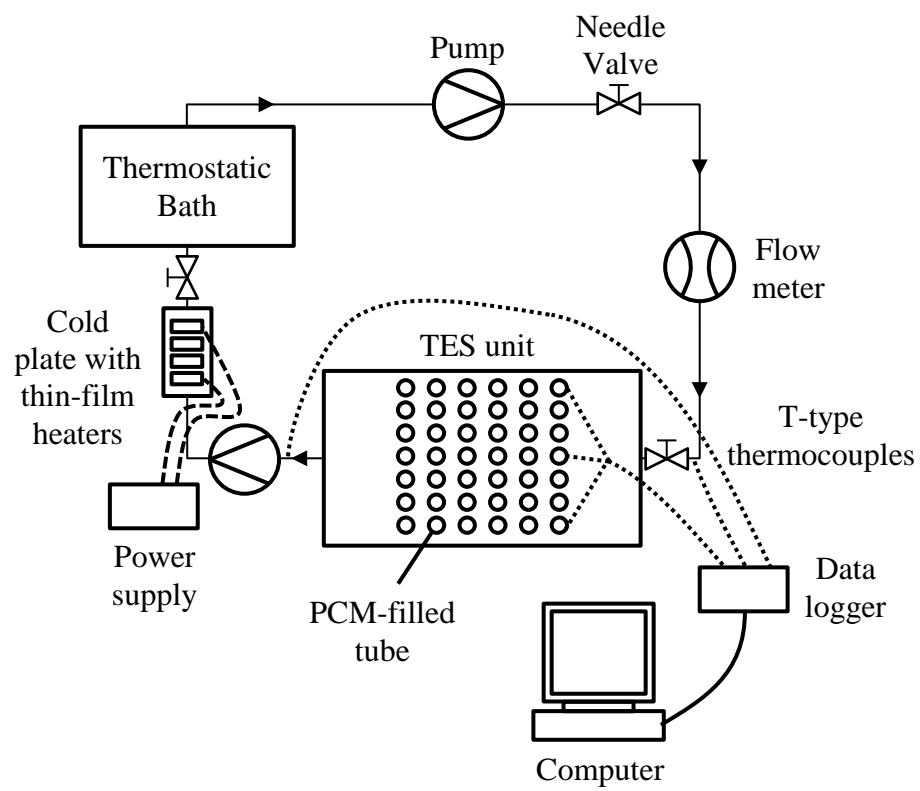 Pump
Needle
Valve
Thermostatic
Bath
Flow
meter
Cold
plate with
thin-film
heaters
TES unit
T-type
thermocouples
Power
supply
PCM-filled
tube
Data
logger
Computer